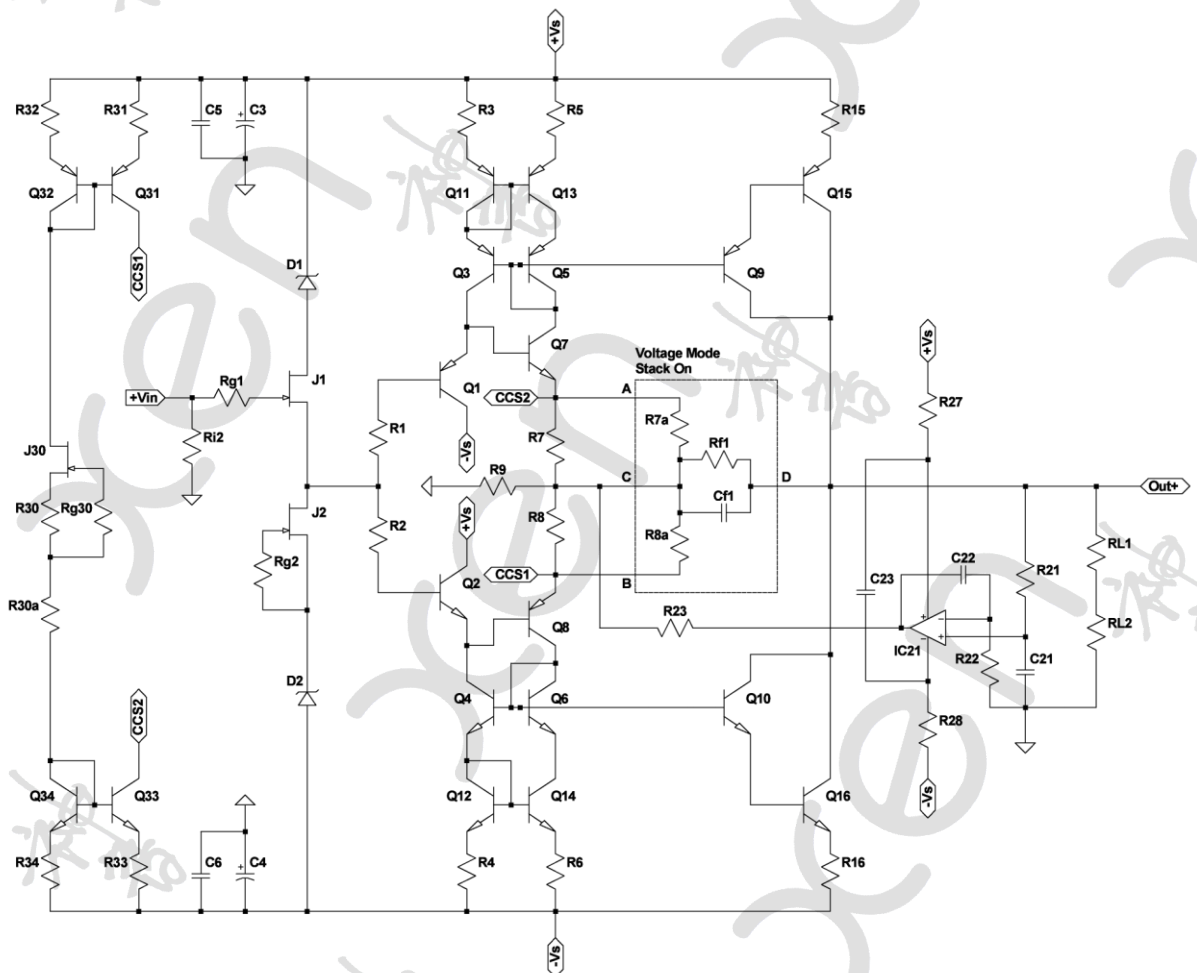 +Vs
R32
R31
C5
C3
R3
R5
R15
Q32
Q31
Q11
Q13
Q15
CCS1
D1
Q3
Q5
Q9
Q7
Voltage Mode
Stack On
+Vs
+Vin
Rg1
J1
Q1
CCS2
A
R7a
R27
Ri2
R1
-Vs
R7
Rf1
J30
R9
C
D
Out+
R30
Rg30
J2
R2
+Vs
R8
Cf1
R8a
C22
R21
RL1
Rg2
Q2
CCS1
B
C23
R30a
Q8
R23
IC21
R22
C21
RL2
D2
Q4
Q6
Q10
R28
CCS2
Q34
Q33
Q12
Q14
Q16
-Vs
R34
R33
C6
C4
R4
R6
R16
-Vs
xen